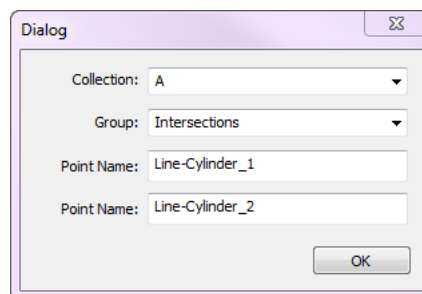 Dialog
Collection: A
Group: Intersections
Point Name: Line-Cylinder_1
Point Name: Line-Cylinder_2
OK